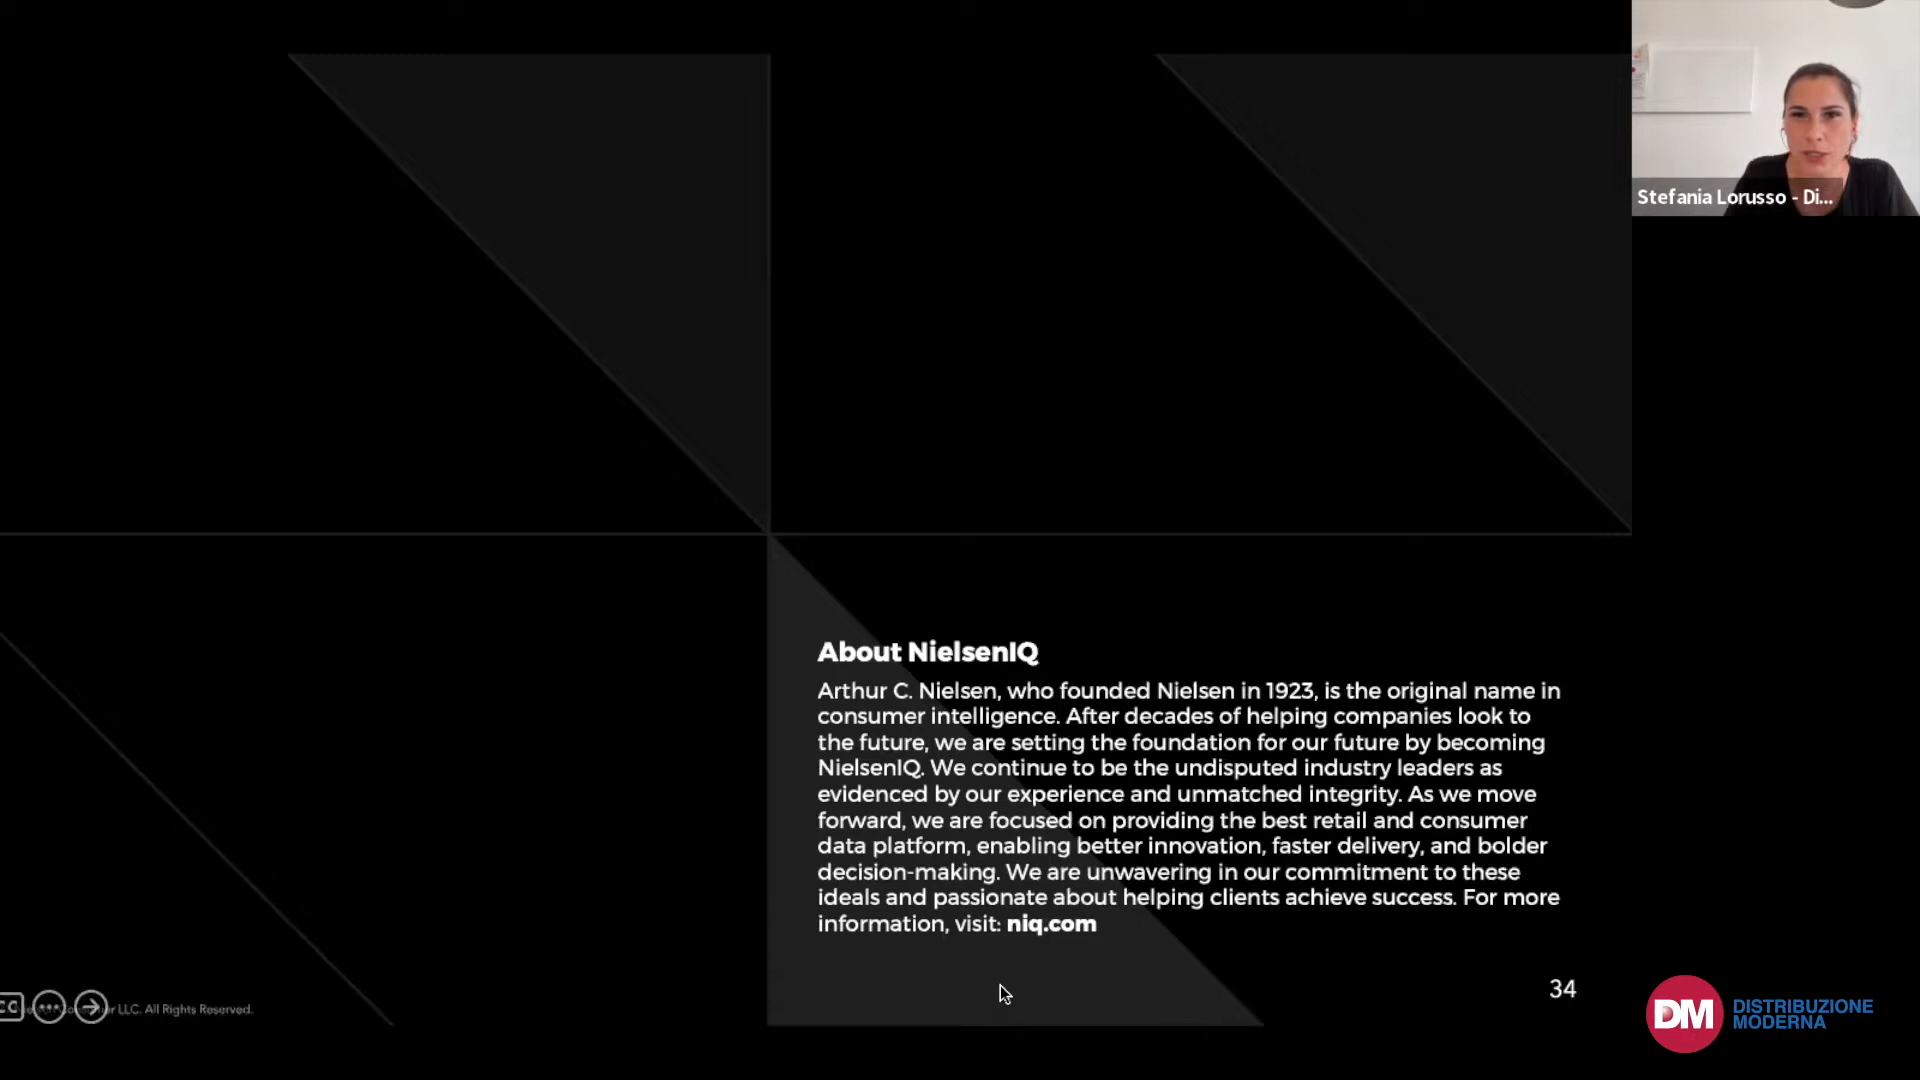 Stefania Lorusso - Di...
About NielsenIQ
Arthur C. Nielsen, who founded Nielsen in 1923, is the original name in
consumer intelligence. After decades of helping companies look to
the future, we are setting the foundation for our future by becoming
NielsenIQ. We continue to be the undisputed industry leaders as
evidenced by our experience and unmatched integrity. As we move
forward, we are focused on providing the best retail and consumer
data platform, enabling better innovation, faster delivery, and bolder
decision-making. We are unwavering in our commitment to these
ideals and passionate about helping clients achieve success. For more
information, visit: niq.com
LLC. All Rights Reserved.
34
DM DISTRIBUZIONE
MODERNA